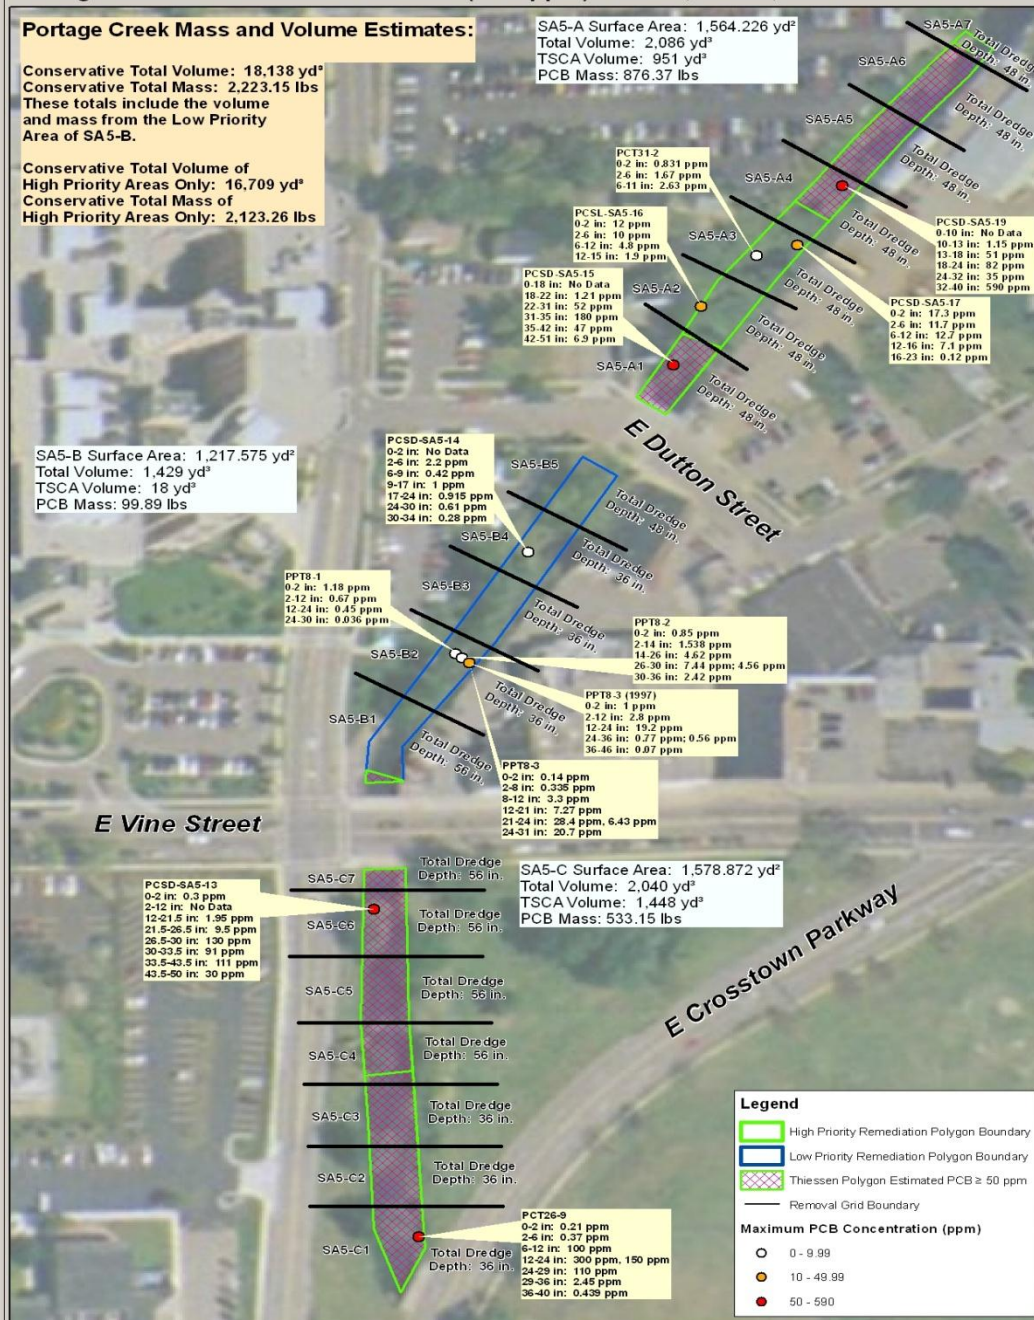 Portage Creek Mass and Volume Estimates:
Conservative Total Volume: 18,138 yd³
Conservative Total Mass: 2,223.15 lbs
These totals include the volume
and mass from the Low Priority
Area of SA5-B.
Conservative Total Volume of
High Priority Areas Only: 16,709 yd³
Conservative Total Mass of
High Priority Areas Only: 2,123.26 lbs
SA5-A Surface Area: 1,564.226 yd²
Total Volume: 2,086 yd³
TSCA Volume: 951 yd³
PCB Mass: 876.37 lbs
SA5-A7
Total Dredge
Depth: 48 in.
SA5-A6
Total Dredge
Depth: 48 in.
SA5-A5
Total Dredge
Depth: 48 in.
SA5-A4
Total Dredge
Depth: 48 in.
SA5-A3
Total Dredge
Depth: 48 in.
SA5-A2
Total Dredge
Depth: 48 in.
SA5-A1
Total Dredge
Depth: 48 in.
PCT31-2
0-2 in: 0.831 ppm
2-6 in: 1.67 ppm
6-11 in: 2.63 ppm
PCSL-SA5-16
0-2 in: 12 ppm
2-6 in: 10 ppm
6-12 in: 4.8 ppm
12-15 in: 1.9 ppm
PCSD-SA5-15
0-18 in: No Data
18-22 in: 1.21 ppm
22-31 in: 52 ppm
31-35 in: 180 ppm
35-42 in: 47 ppm
42-51 in: 6.9 ppm
PCSD-SA5-19
0-10 in: No Data
10-13 in: 1.15 ppm
13-18 in: 51 ppm
18-24 in: 82 ppm
24-32 in: 35 ppm
32-40 in: 590 ppm
PCSD-SA5-17
0-2 in: 17.3 ppm
2-6 in: 11.7 ppm
6-12 in: 12.7 ppm
12-16 in: 7.1 ppm
16-23 in: 0.12 ppm
E Dutton Street
SA5-B Surface Area: 1,217.575 yd²
Total Volume: 1,429 yd³
TSCA Volume: 18 yd³
PCB Mass: 99.89 lbs
PCSD-SA5-14
0-2 in: No Data
2-6 in: 2.2 ppm
6-9 in: 0.42 ppm
9-17 in: 1 ppm
17-24 in: 0.915 ppm
24-30 in: 0.61 ppm
30-34 in: 0.28 ppm
SA5-B5
Total Dredge
Depth: 48 in.
SA5-B4
Total Dredge
Depth: 36 in.
SA5-B3
Total Dredge
Depth: 36 in.
SA5-B2
Total Dredge
Depth: 36 in.
SA5-B1
Total Dredge
Depth: 56 in.
PPT8-1
0-2 in: 1.18 ppm
2-12 in: 0.67 ppm
12-24 in: 0.45 ppm
24-30 in: 0.036 ppm
PPT8-2
0-2 in: 0.85 ppm
2-14 in: 1.538 ppm
14-26 in: 4.62 ppm
26-30 in: 7.44 ppm; 4.56 ppm
30-36 in: 2.42 ppm
PPT8-3 (1997)
0-2 in: 1 ppm
2-12 in: 2.8 ppm
12-24 in: 19.2 ppm
24-36 in: 0.77 ppm; 0.56 ppm
36-46 in: 0.07 ppm
PPT8-3
0-2 in: 0.14 ppm
2-8 in: 0.335 ppm
8-12 in: 3.3 ppm
12-21 in: 7.27 ppm
21-24 in: 28.4 ppm, 6.43 ppm
24-31 in: 20.7 ppm
E Vine Street
SA5-C Surface Area: 1,578.872 yd²
Total Volume: 2,040 yd³
TSCA Volume: 1,448 yd³
PCB Mass: 533.15 lbs
PCSD-SA5-13
0-2 in: 0.3 ppm
2-12 in: No Data
12-21.5 in: 1.95 ppm
21.5-26.5 in: 9.5 ppm
26.5-30 in: 130 ppm
30-33.5 in: 91 ppm
33.5-43.5 in: 111 ppm
43.5-50 in: 30 ppm
SA5-C7
Total Dredge
Depth: 56 in.
SA5-C6
Total Dredge
Depth: 56 in.
SA5-C5
Total Dredge
Depth: 56 in.
SA5-C4
Total Dredge
Depth: 56 in.
SA5-C3
Total Dredge
Depth: 36 in.
SA5-C2
Total Dredge
Depth: 36 in.
SA5-C1
Total Dredge
Depth: 36 in.
E Crosstown Parkway
PCT26-9
0-2 in: 0.21 ppm
2-6 in: 0.37 ppm
6-12 in: 100 ppm
12-24 in: 300 ppm, 150 ppm
24-29 in: 110 ppm
29-36 in: 2.45 ppm
36-40 in: 0.439 ppm
Legend
High Priority Remediation Polygon Boundary
Low Priority Remediation Polygon Boundary
Thiessen Polygon Estimated PCB ≥ 50 ppm
Removal Grid Boundary
Maximum PCB Concentration (ppm)
0 - 9.99
10 - 49.99
50 - 590